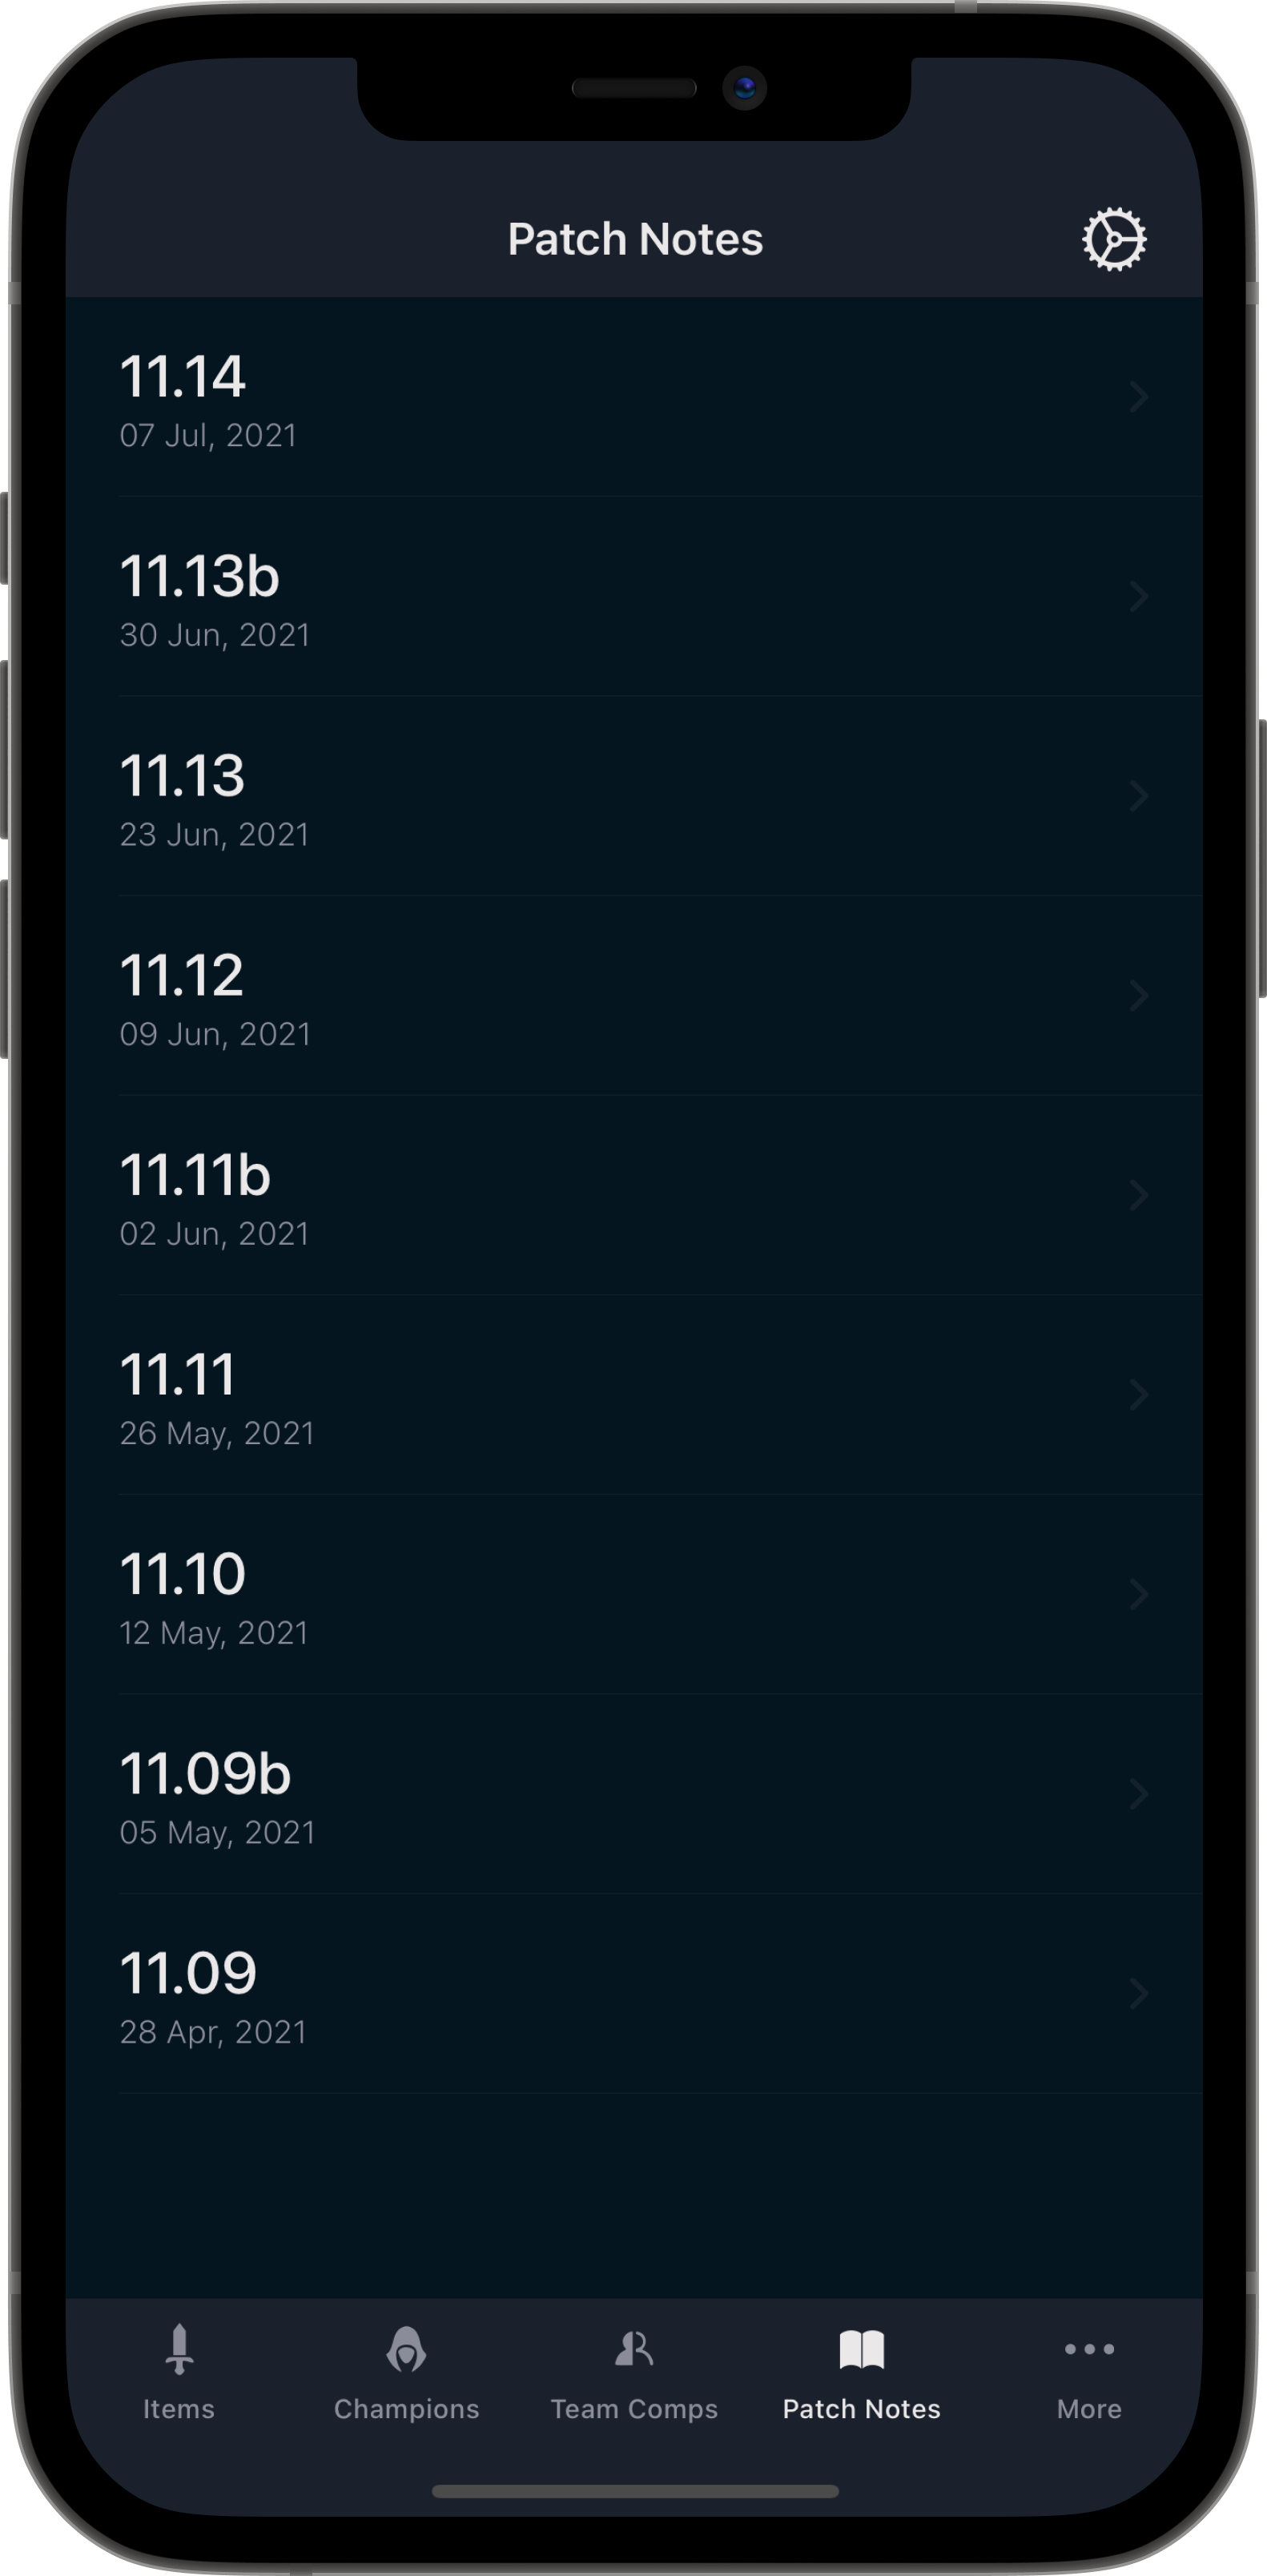 Patch Notes
11.14
07 Jul, 2021
11.13b
30 Jun, 2021
11.13
23 Jun, 2021
11.12
09 Jun, 2021
11.11b
02 Jun, 2021
11.11
26 May, 2021
11.10
12 May, 2021
11.09b
05 May, 2021
11.09
28 Apr, 2021
Items
Champions
Team Comps
Patch Notes
More